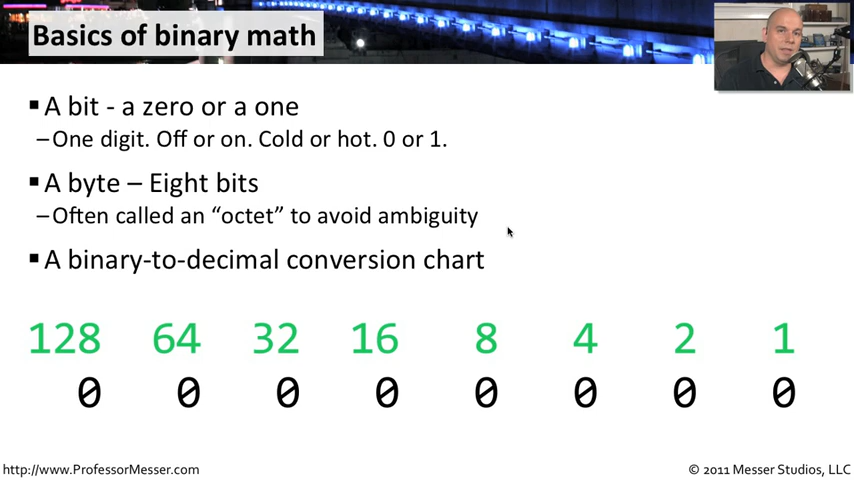 Basics of binary math
▪A bit - a zero or a one
–One digit. Off or on. Cold or hot. 0 or 1.
▪A byte – Eight bits
–Often called an “octet” to avoid ambiguity
▪A binary-to-decimal conversion chart
128 64 32 16 8 4 2 1
0 0 0 0 0 0 0 0
http://www.ProfessorMesser.com © 2011 Messer Studios, LLC